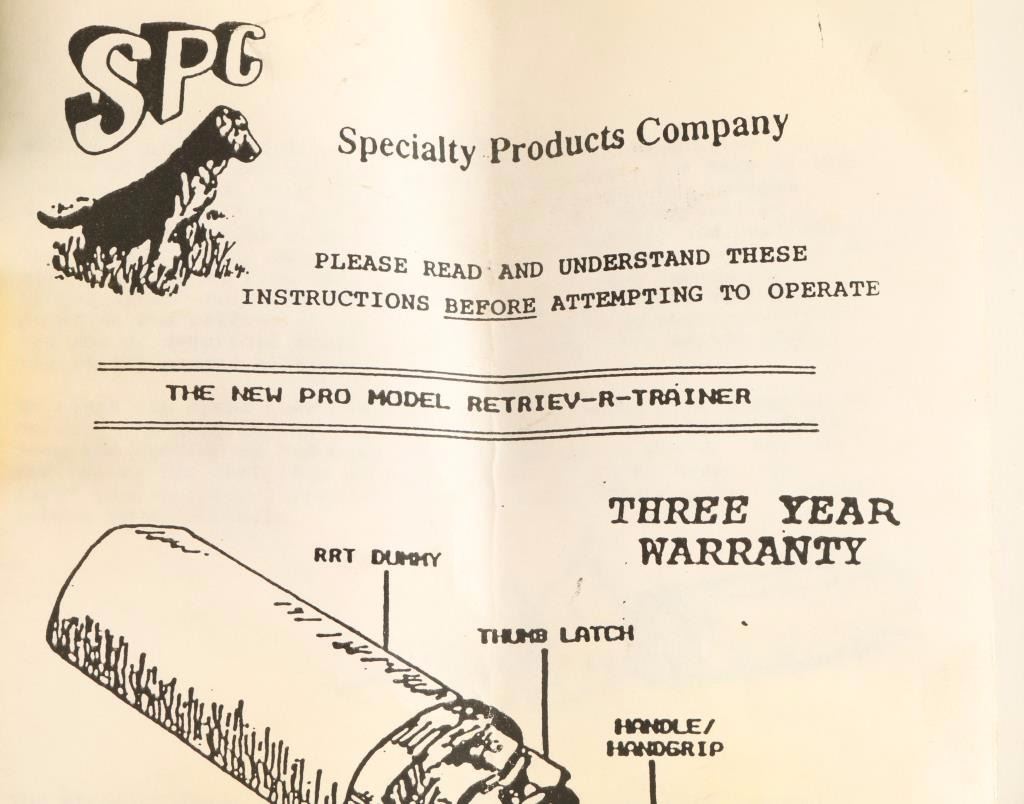 SPC
Specialty Products Company
PLEASE READ AND UNDERSTAND THESE
INSTRUCTIONS BEFORE ATTEMPTING TO OPERATE
THE NEW PRO MODEL RETRIEV-R-TRAINER
THREE YEAR
WARRANTY
RRT DUMMY
THUMB LATCH
HANDLE/
HANDGRIP